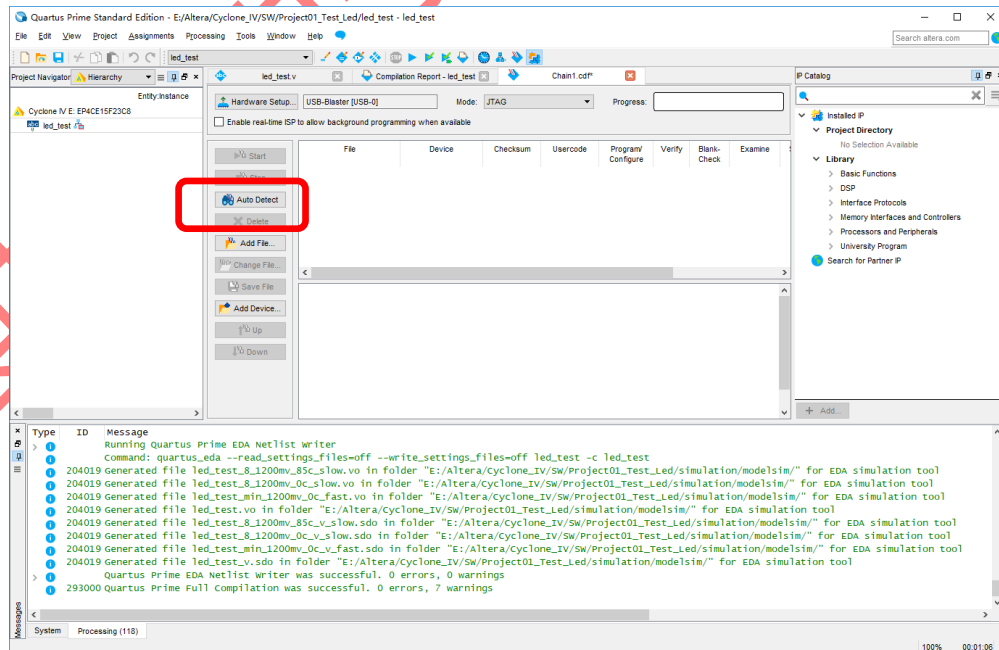 Quartus Prime Standard Edition - E:/Altera/Cyclone_IV/SW/Project01_Test_Led/led_test - led_test
File Edit View Project Assignments Processing Tools Window Help
Search altera.com
led_test
Project Navigator Hierarchy
led_test.v
Compilation Report - led_test
Chain1.cdf*
IP Catalog
Entity:Instance
Cyclone IV E: EP4CE15F23C8
led_test
Hardware Setup... USB-Blaster [USB-0] Mode: JTAG Progress:
Enable real-time ISP to allow background programming when available
Start
Stop
Auto Detect
Delete
Add File...
Change File...
Save File
Add Device...
Up
Down
File Device Checksum Usercode Program/ Configure Verify Blank- Check Examine
Installed IP
Project Directory
No Selection Available
Library
Basic Functions
DSP
Interface Protocols
Memory Interfaces and Controllers
Processors and Peripherals
University Program
Search for Partner IP
+ Add...
Type ID Message
Running Quartus Prime EDA Netlist Writer
Command: quartus_eda --read_settings_files=off --write_settings_files=off led_test -c led_test
204019 Generated file led_test_8_1200mv_85c_slow.vo in folder "E:/Altera/Cyclone_IV/SW/Project01_Test_Led/simulation/modelsim/" for EDA simulation tool
204019 Generated file led_test_8_1200mv_0c_slow.vo in folder "E:/Altera/Cyclone_IV/SW/Project01_Test_Led/simulation/modelsim/" for EDA simulation tool
204019 Generated file led_test_min_1200mv_0c_fast.vo in folder "E:/Altera/Cyclone_IV/SW/Project01_Test_Led/simulation/modelsim/" for EDA simulation tool
204019 Generated file led_test.vo in folder "E:/Altera/Cyclone_IV/SW/Project01_Test_Led/simulation/modelsim/" for EDA simulation tool
204019 Generated file led_test_8_1200mv_85c_v_slow.sdo in folder "E:/Altera/Cyclone_IV/SW/Project01_Test_Led/simulation/modelsim/" for EDA simulation tool
204019 Generated file led_test_8_1200mv_0c_v_slow.sdo in folder "E:/Altera/Cyclone_IV/SW/Project01_Test_Led/simulation/modelsim/" for EDA simulation tool
204019 Generated file led_test_min_1200mv_0c_v_fast.sdo in folder "E:/Altera/Cyclone_IV/SW/Project01_Test_Led/simulation/modelsim/" for EDA simulation tool
204019 Generated file led_test_v.sdo in folder "E:/Altera/Cyclone_IV/SW/Project01_Test_Led/simulation/modelsim/" for EDA simulation tool
Quartus Prime EDA Netlist Writer was successful. 0 errors, 0 warnings
293000 Quartus Prime Full Compilation was successful. 0 errors, 7 warnings
Messages
System Processing (118)
100% 00:01:06